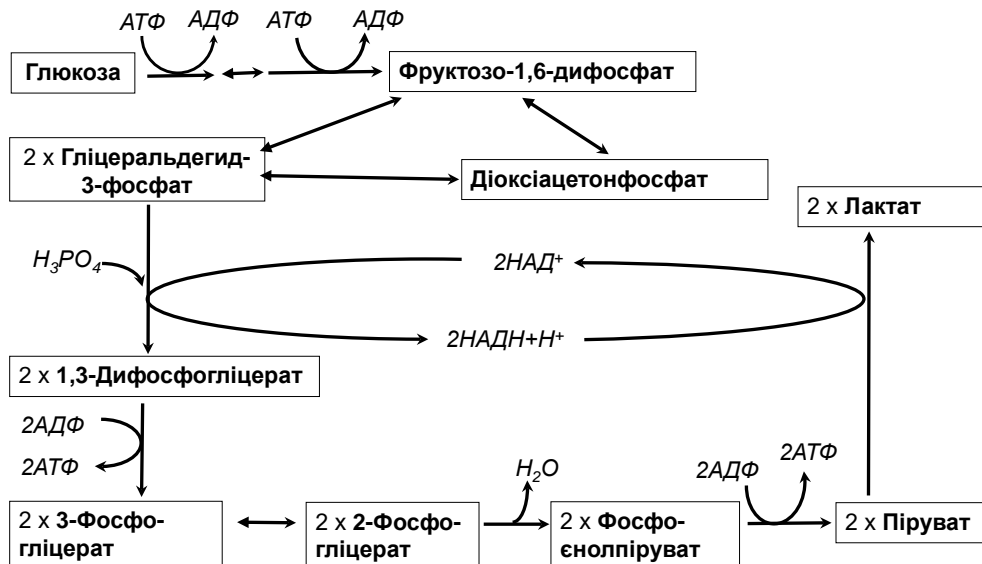 АТФ АДФ АТФ АДФ
Глюкоза
Фруктозо-1,6-дифосфат
2 х Гліцеральдегид-
3-фосфат
Діоксіацетонфосфат
2 х Лактат
H₃PO₄
2НАД⁺
2НАДН+Н⁺
2 х 1,3-Дифосфогліцерат
2АДФ
2АТФ
H₂O
2АДФ
2АТФ
2 х 3-Фосфо-
гліцерат
2 х 2-Фосфо-
гліцерат
2 х Фосфо-
єнолпіруват
2 х Піруват